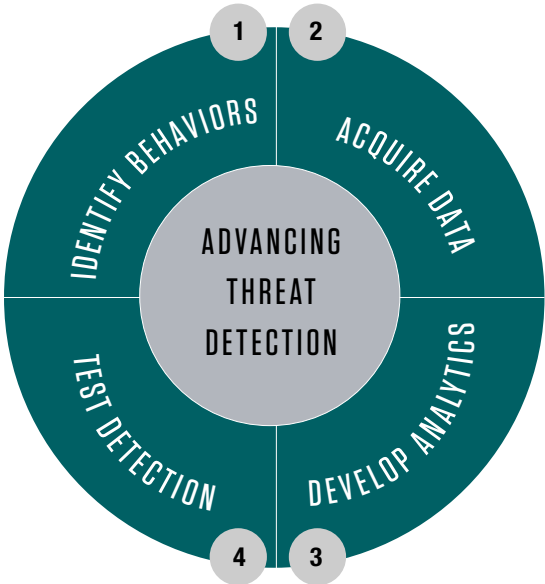 1
IDENTIFY BEHAVIORS
2
ACQUIRE DATA
ADVANCING
THREAT
DETECTION
3
DEVELOP ANALYTICS
4
TEST DETECTION